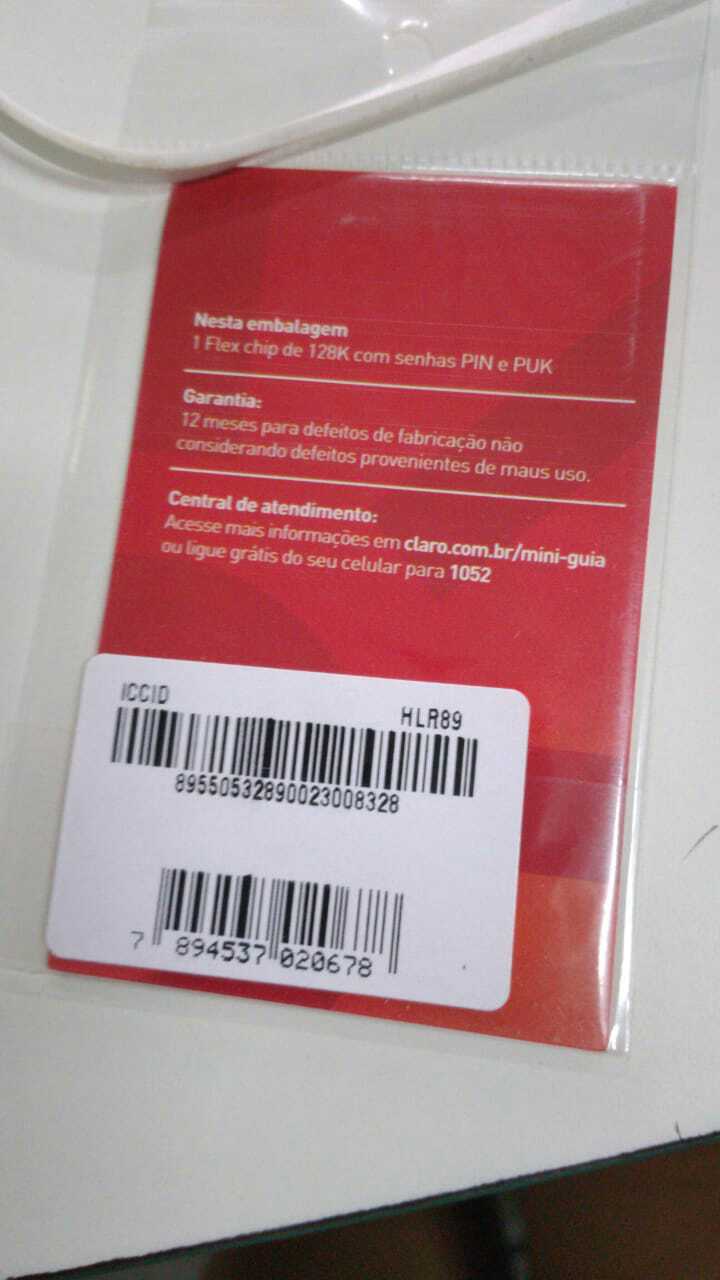 Nesta embalagem
1 Flex chip de 128K com senhas PIN e PUK
Garantia:
12 meses para defeitos de fabricação não
considerando defeitos provenientes de maus uso.
Central de atendimento:
Acesse mais informações em claro.com.br/mini-guia
ou ligue grátis do seu celular para 1052
ICCID
HLR89
89550532890023008328
7 894537 020678